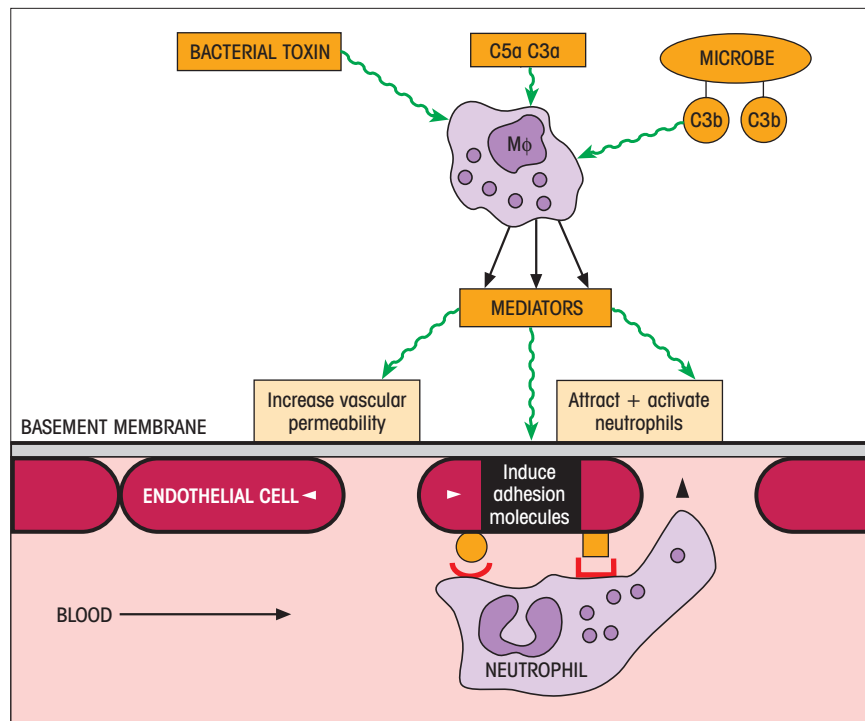 BACTERIAL TOXIN
C5a C3a
MICROBE
C3b
C3b
Mϕ
MEDIATORS
Increase vascular
permeability
Attract + activate
neutrophils
BASEMENT MEMBRANE
ENDOTHELIAL CELL
Induce
adhesion
molecules
BLOOD
NEUTROPHIL